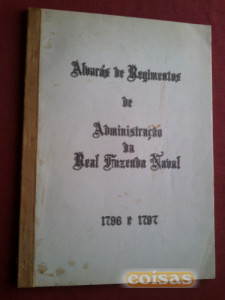 Alvarás de Regimentos
de
Administração
da
Real Fazenda Naval
1796 e 1797
coisas